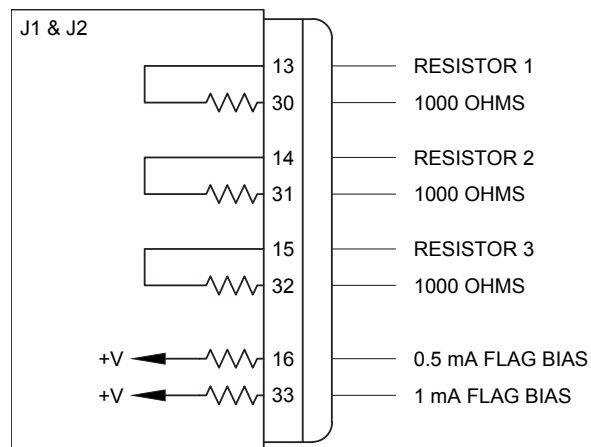 J1 & J2
13 RESISTOR 1
30 1000 OHMS
14 RESISTOR 2
31 1000 OHMS
15 RESISTOR 3
32 1000 OHMS
+V 16 0.5 mA FLAG BIAS
+V 33 1 mA FLAG BIAS